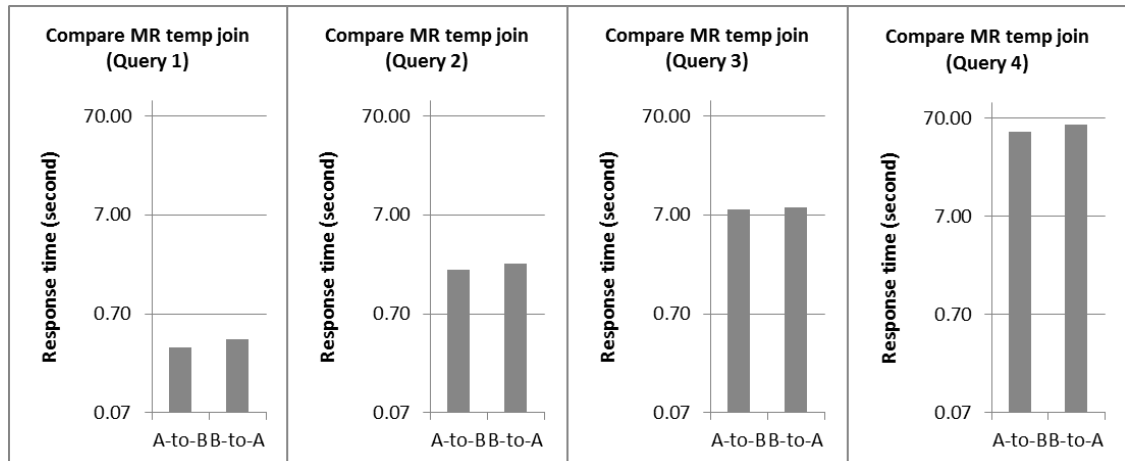 Compare MR temp join
(Query 1)
Response time (second)
70.00
7.00
0.70
0.07
A-to-B B-to-A
Compare MR temp join
(Query 2)
Response time (second)
70.00
7.00
0.70
0.07
A-to-B B-to-A
Compare MR temp join
(Query 3)
Response time (second)
70.00
7.00
0.70
0.07
A-to-B B-to-A
Compare MR temp join
(Query 4)
Response time (second)
70.00
7.00
0.70
0.07
A-to-B B-to-A